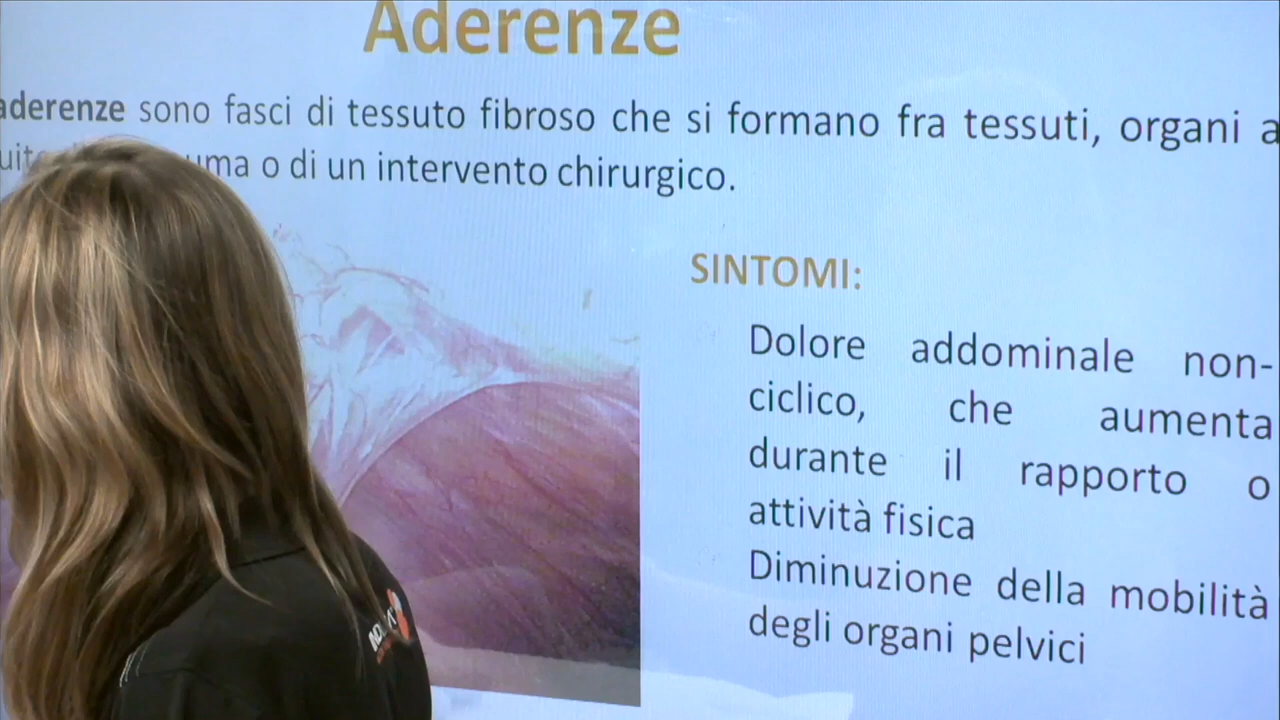 Aderenze
aderenze sono fasci di tessuto fibroso che si formano fra tessuti, organi a
uma o di un intervento chirurgico.
SINTOMI:
Dolore addominale non-
ciclico, che aumenta
durante il rapporto o
attività fisica
Diminuzione della mobilità
degli organi pelvici